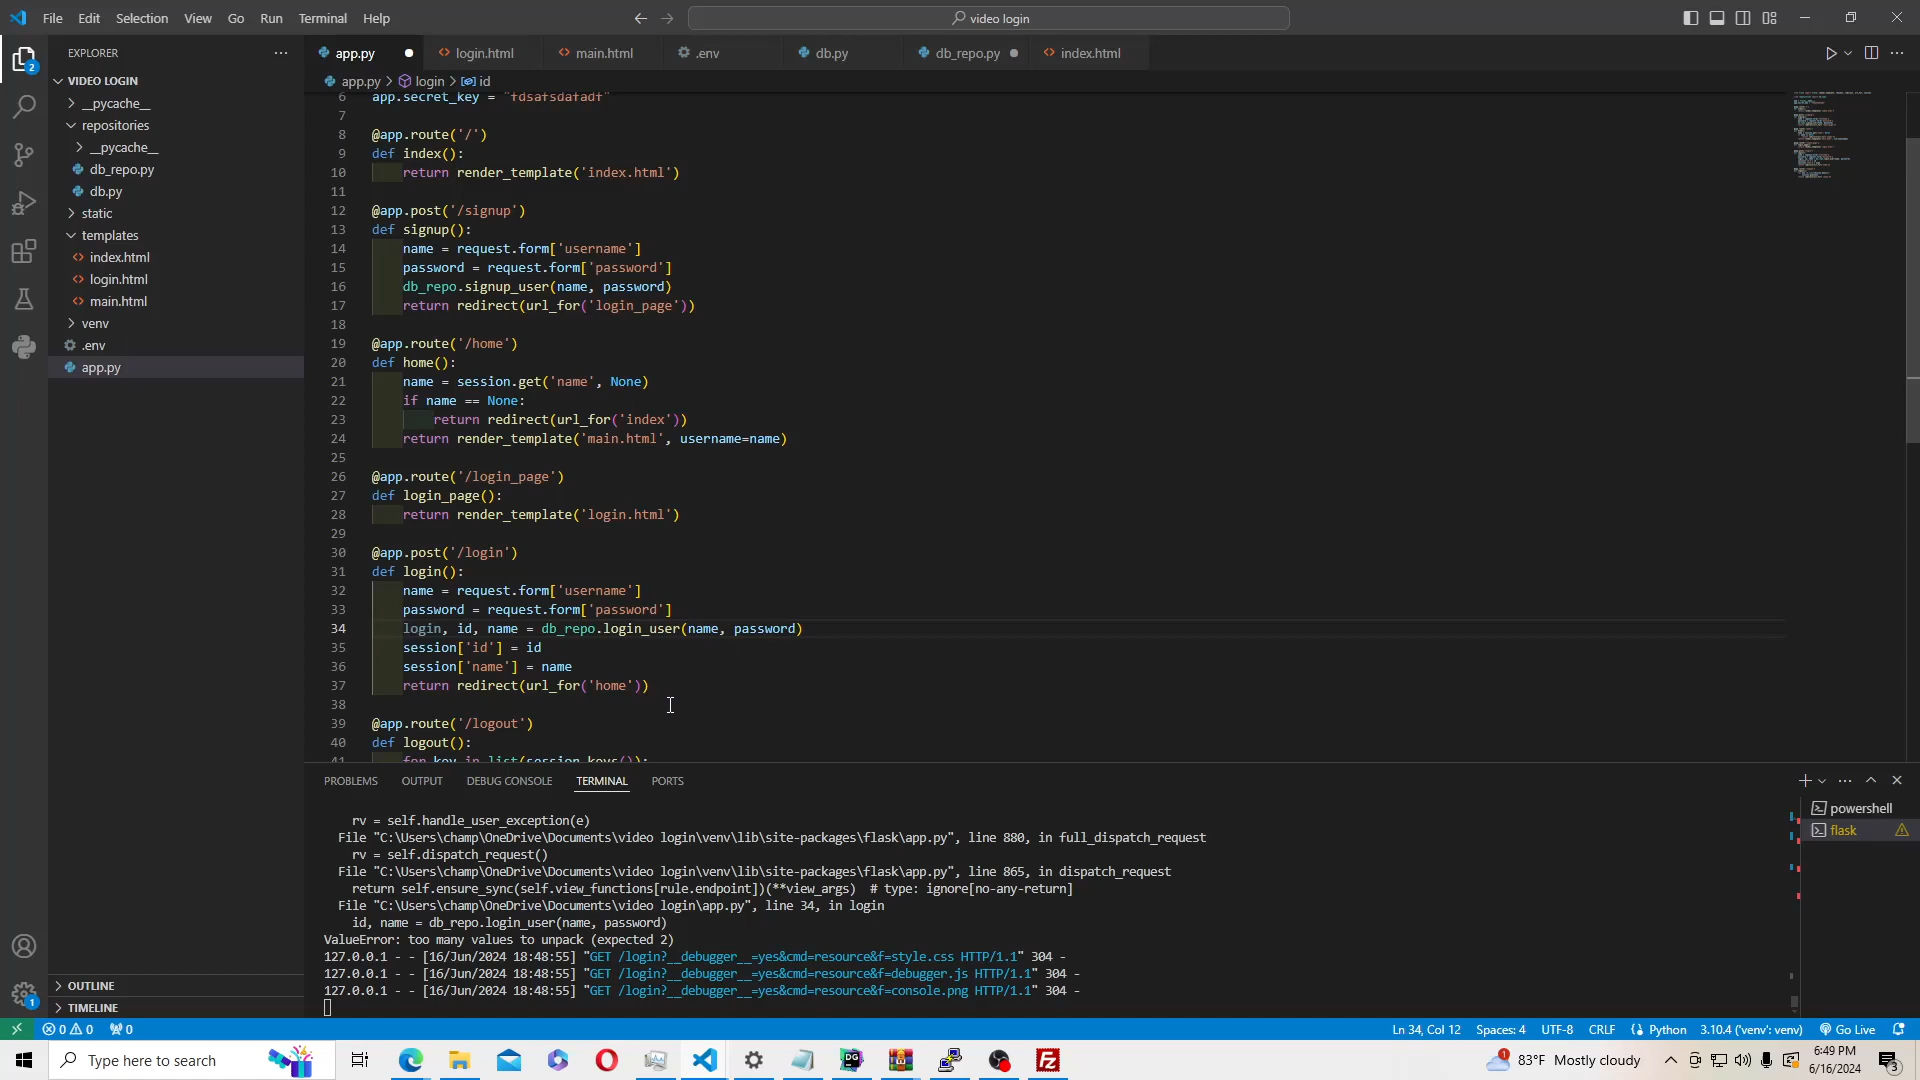 File Edit Selection View Go Run Terminal Help
video login
EXPLORER
app.py
login.html
main.html
.env
db.py
db_repo.py
index.html
VIDEO LOGIN
__pycache__
repositories
__pycache__
db_repo.py
db.py
static
templates
index.html
login.html
main.html
venv
.env
app.py
OUTLINE
TIMELINE
2
1
app.py > login > id
6 app.secret_key = "fdsafsdafadf"
7
8 @app.route('/')
9 def index():
10 return render_template('index.html')
11
12 @app.post('/signup')
13 def signup():
14 name = request.form['username']
15 password = request.form['password']
16 db_repo.signup_user(name, password)
17 return redirect(url_for('login_page'))
18
19 @app.route('/home')
20 def home():
21 name = session.get('name', None)
22 if name == None:
23 return redirect(url_for('index'))
24 return render_template('main.html', username=name)
25
26 @app.route('/login_page')
27 def login_page():
28 return render_template('login.html')
29
30 @app.post('/login')
31 def login():
32 name = request.form['username']
33 password = request.form['password']
34 login, id, name = db_repo.login_user(name, password)
35 session['id'] = id
36 session['name'] = name
37 return redirect(url_for('home'))
38
39 @app.route('/logout')
40 def logout():
41 for key in list(session.keys()):
PROBLEMS OUTPUT DEBUG CONSOLE TERMINAL PORTS
powershell
flask
rv = self.handle_user_exception(e)
File "C:\Users\champ\OneDrive\Documents\video login\venv\lib\site-packages\flask\app.py", line 880, in full_dispatch_request
rv = self.dispatch_request()
File "C:\Users\champ\OneDrive\Documents\video login\venv\lib\site-packages\flask\app.py", line 865, in dispatch_request
return self.ensure_sync(self.view_functions[rule.endpoint])(**view_args)  # type: ignore[no-any-return]
File "C:\Users\champ\OneDrive\Documents\video login\app.py", line 34, in login
id, name = db_repo.login_user(name, password)
ValueError: too many values to unpack (expected 2)
127.0.0.1 - - [16/Jun/2024 18:48:55] "GET /login?__debugger__=yes&cmd=resource&f=style.css HTTP/1.1" 304 -
127.0.0.1 - - [16/Jun/2024 18:48:55] "GET /login?__debugger__=yes&cmd=resource&f=debugger.js HTTP/1.1" 304 -
127.0.0.1 - - [16/Jun/2024 18:48:55] "GET /login?__debugger__=yes&cmd=resource&f=console.png HTTP/1.1" 304 -
0 0 0 Ln 34, Col 12 Spaces: 4 UTF-8 CRLF Python 3.10.4 ('venv': venv) Go Live
Type here to search
DG
83°F Mostly cloudy
6:49 PM
6/16/2024
3